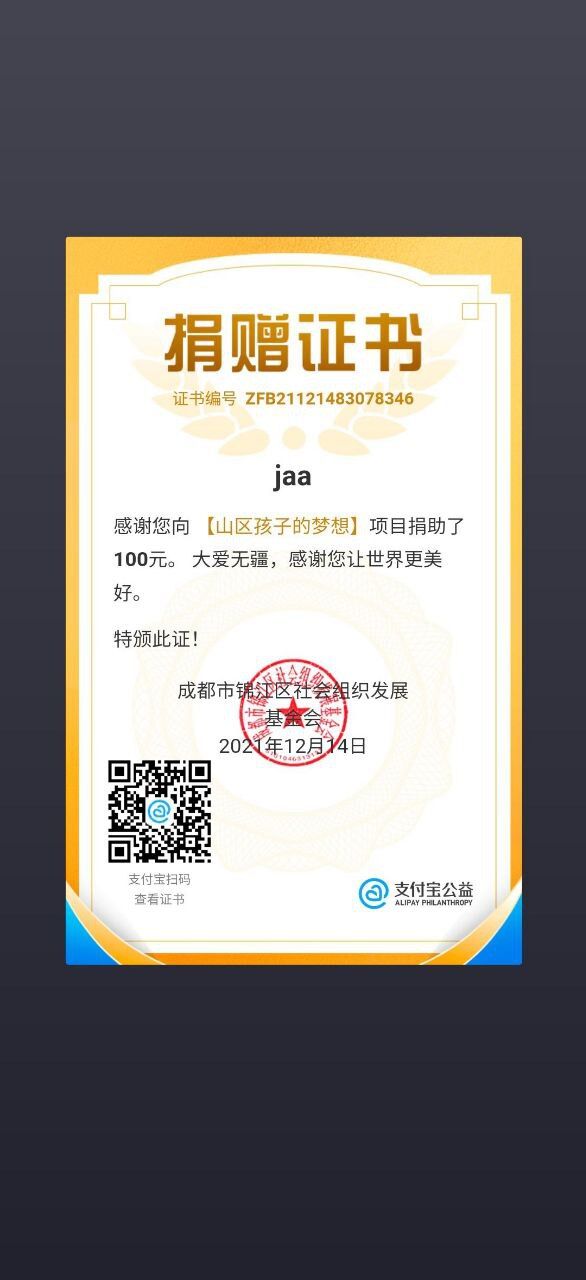 捐赠证书
证书编号 ZFB21121483078346
jaa
感谢您向 【山区孩子的梦想】项目捐助了
100元。 大爱无疆，感谢您让世界更美
好。
特颁此证！
成都市锦江区社会组织发展
基金会
2021年12月14日
支付宝扫码
查看证书
支付宝公益
ALIPAY PHILANTHROPY